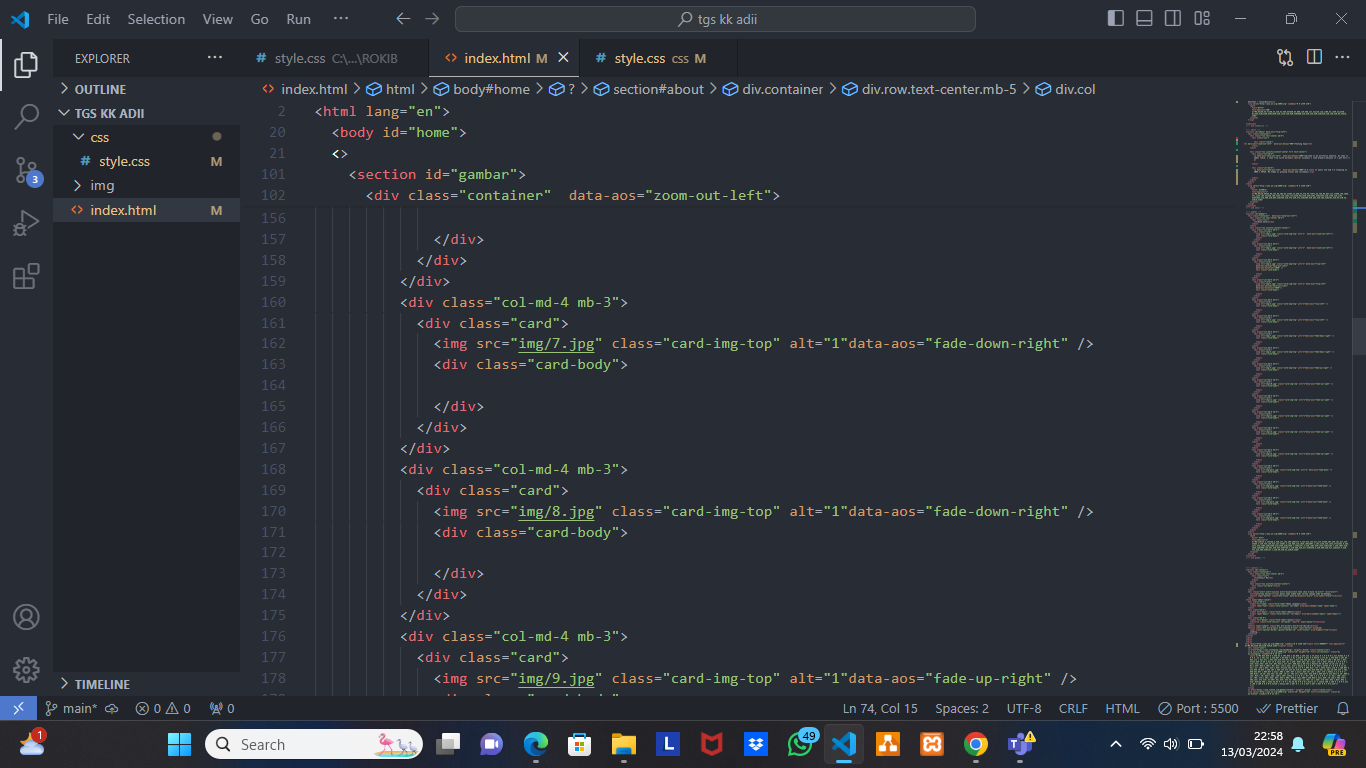 File Edit Selection View Go Run ··· tgs kk adii
EXPLORER ···
style.css C:\...\ROKIB
index.html M
style.css css M
OUTLINE
TGS KK ADII
css
style.css M
img
index.html M
TIMELINE
index.html > html > body#home > ? > section#about > div.container > div.row.text-center.mb-5 > div.col
2 <html lang="en">
20 <body id="home">
21 <>
101 <section id="gambar">
102 <div class="container"  data-aos="zoom-out-left">
156
157 </div>
158 </div>
159 </div>
160 <div class="col-md-4 mb-3">
161 <div class="card">
162 <img src="img/7.jpg" class="card-img-top" alt="1"data-aos="fade-down-right" />
163 <div class="card-body">
164
165 </div>
166 </div>
167 </div>
168 <div class="col-md-4 mb-3">
169 <div class="card">
170 <img src="img/8.jpg" class="card-img-top" alt="1"data-aos="fade-down-right" />
171 <div class="card-body">
172
173 </div>
174 </div>
175 </div>
176 <div class="col-md-4 mb-3">
177 <div class="card">
178 <img src="img/9.jpg" class="card-img-top" alt="1"data-aos="fade-up-right" />
3
main* 0 0 0 Ln 74, Col 15 Spaces: 2 UTF-8 CRLF HTML Port : 5500 Prettier
1 Search L 49 PRE
22:58
13/03/2024